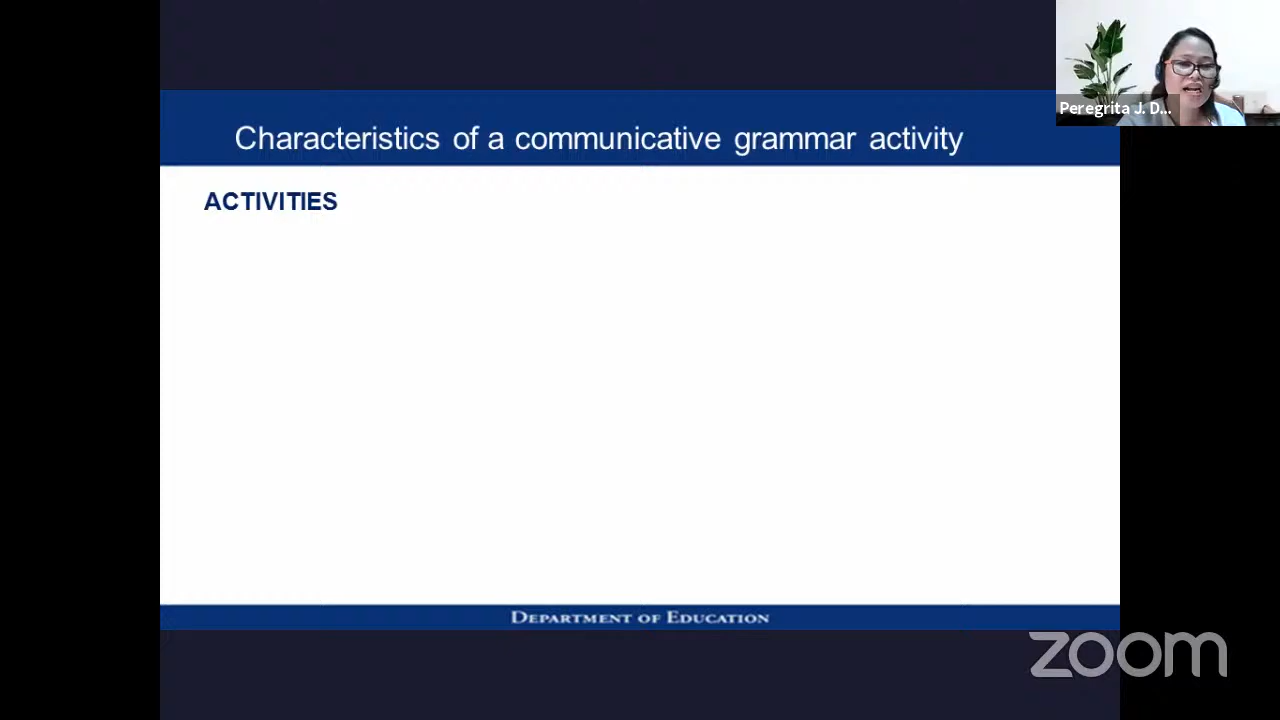 Peregrita J. D...
Characteristics of a communicative grammar activity
ACTIVITIES
DEPARTMENT OF EDUCATION
zoom